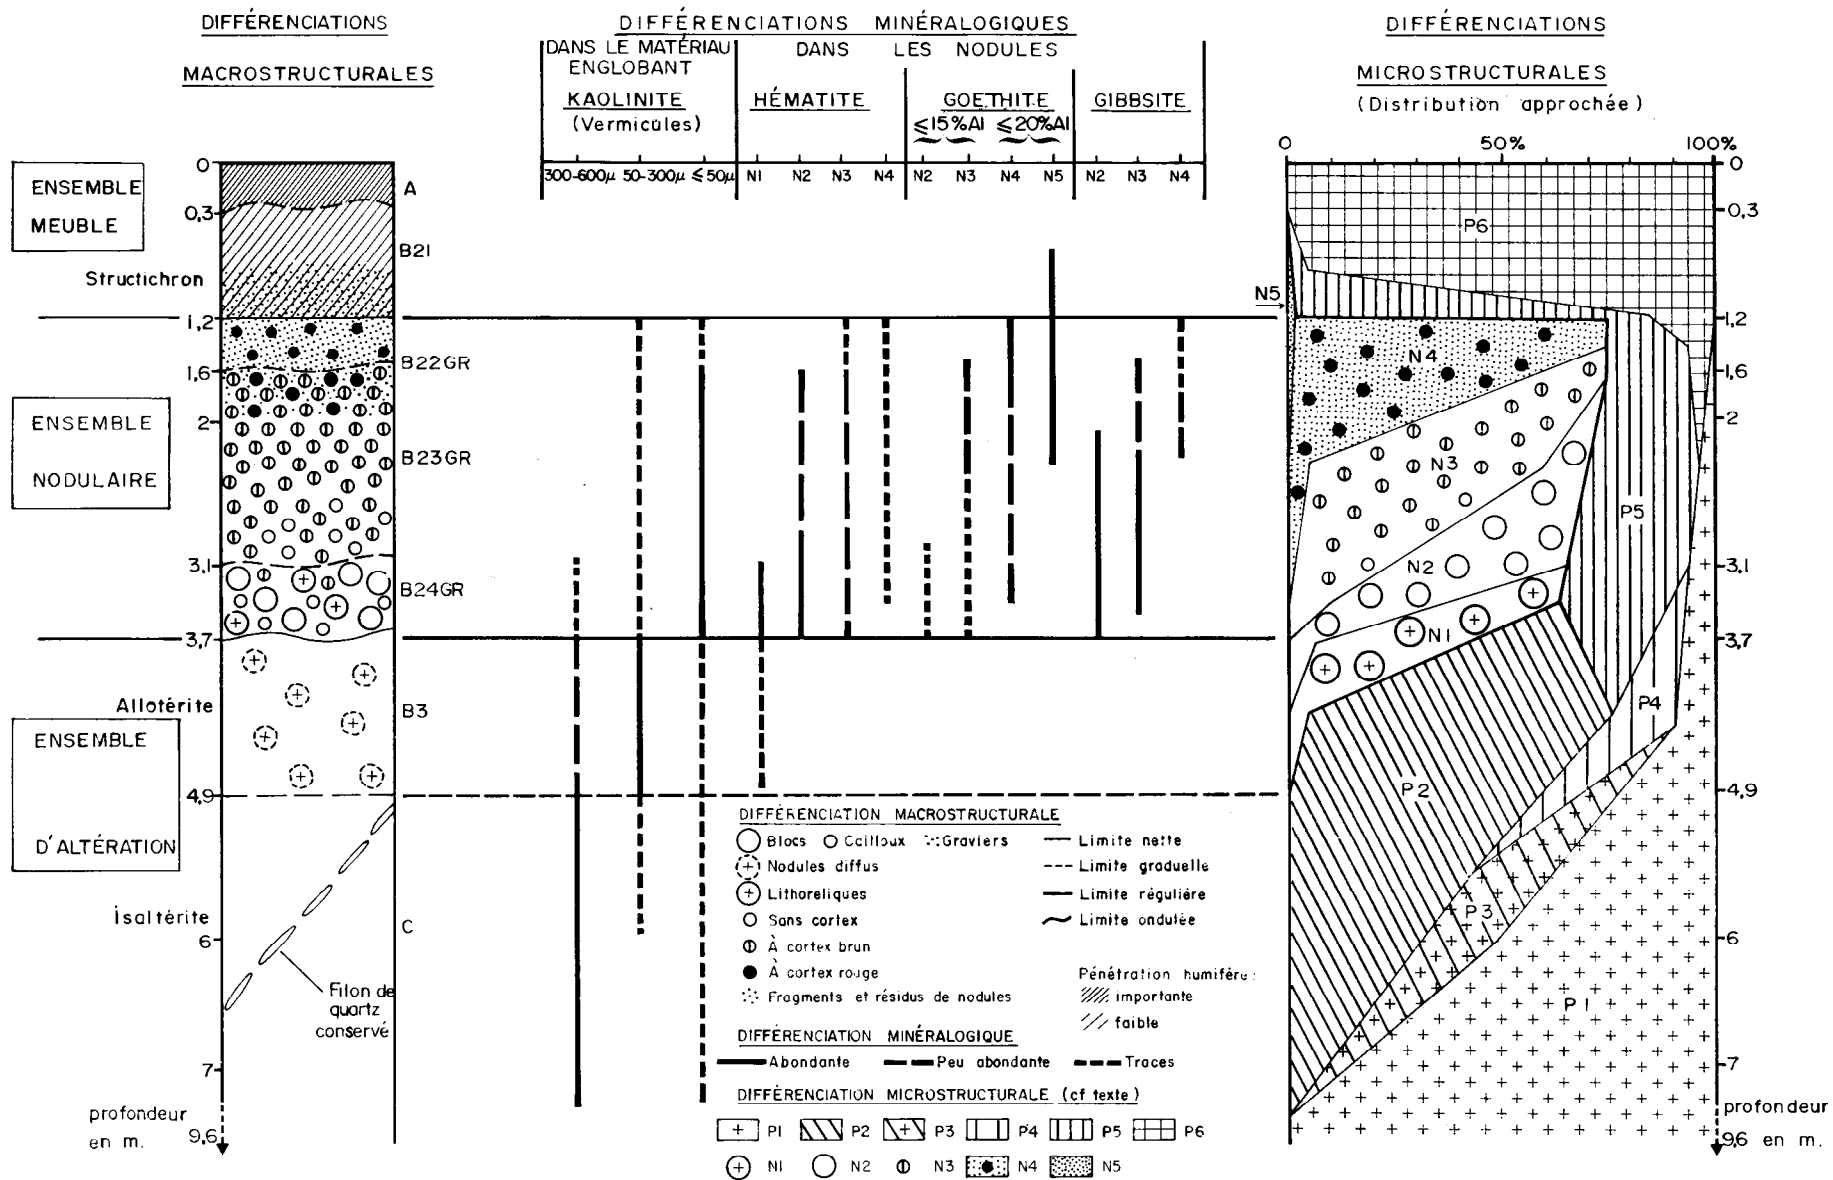 DIFFÉRENCIATIONS
MACROSTRUCTURALES
DIFFÉRENCIATIONS MINÉRALOGIQUES
DANS LE MATÉRIAU
ENGLOBANT
DANS LES NODULES
KAOLINITE
(Vermicules)
HÉMATITE
GOETHITE
⩽15%Al ⩽20%Al
GIBBSITE
300-600µ 50-300µ ⩽50µ N1 N2 N3 N4 N2 N3 N4 N5 N2 N3 N4
DIFFÉRENCIATIONS
MICROSTRUCTURALES
(Distribution approchée)
0 50% 100%
ENSEMBLE
MEUBLE
Structichron
ENSEMBLE
NODULAIRE
Allotérite
ENSEMBLE
D'ALTÉRATION
Isaltérite
profondeur
en m.
0
0,3
1,2
1,6
2
3,1
3,7
4,9
6
7
9,6
A
B21
B22GR
B23GR
B24GR
B3
C
Filon de
quartz
conservé
DIFFÉRENCIATION MACROSTRUCTURALE
Blocs Cailloux Graviers
Nodules diffus
Lithoreliques
Sans cortex
À cortex brun
À cortex rouge
Fragments et résidus de nodules
Limite nette
Limite graduelle
Limite régulière
Limite ondulée
Pénétration humifère:
importante
faible
DIFFÉRENCIATION MINÉRALOGIQUE
Abondante Peu abondante Traces
DIFFÉRENCIATION MICROSTRUCTURALE (cf texte)
P1 P2 P3 P4 P5 P6
N1 N2 N3 N4 N5
P6
N5
N4
N3
N2
N1
P5
P4
P2
P3
P1
0
0,3
1,2
1,6
2
3,1
3,7
4,9
6
7
profondeur
9,6 en m.